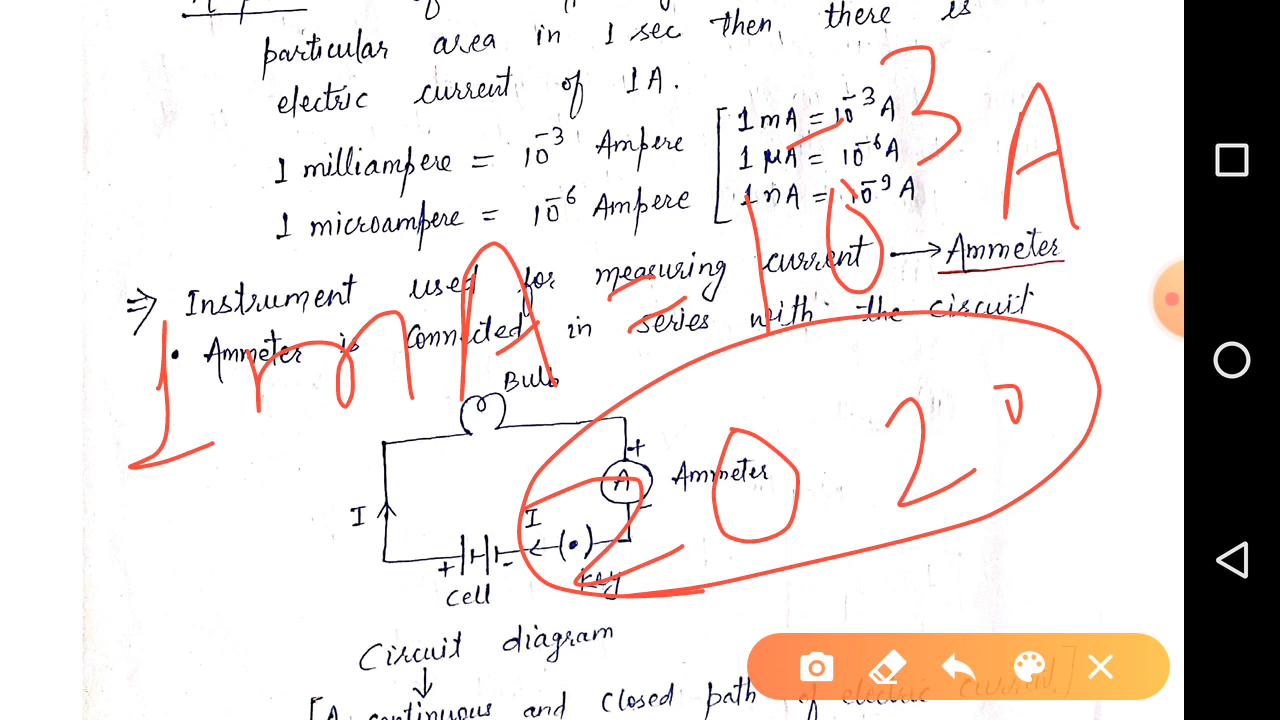 particular area in 1 sec then, there is
electric current of 1A.
1 milliampere = 10⁻³ Ampere
1 microampere = 10⁻⁶ Ampere
1 mA = 10⁻³ A
1 μA = 10⁻⁶ A
1 nA = 10⁻⁹ A
⇒ Instrument used for measuring current → Ammeter
• Ammeter is connected in series with the circuit
1 mA = 10⁻³ A
Bulb
+
A
Ammeter
-
I
I
+
-
(•)
Key
Cell
20 2⁰
Circuit diagram
↓
[A continuous and closed path of electric current.]